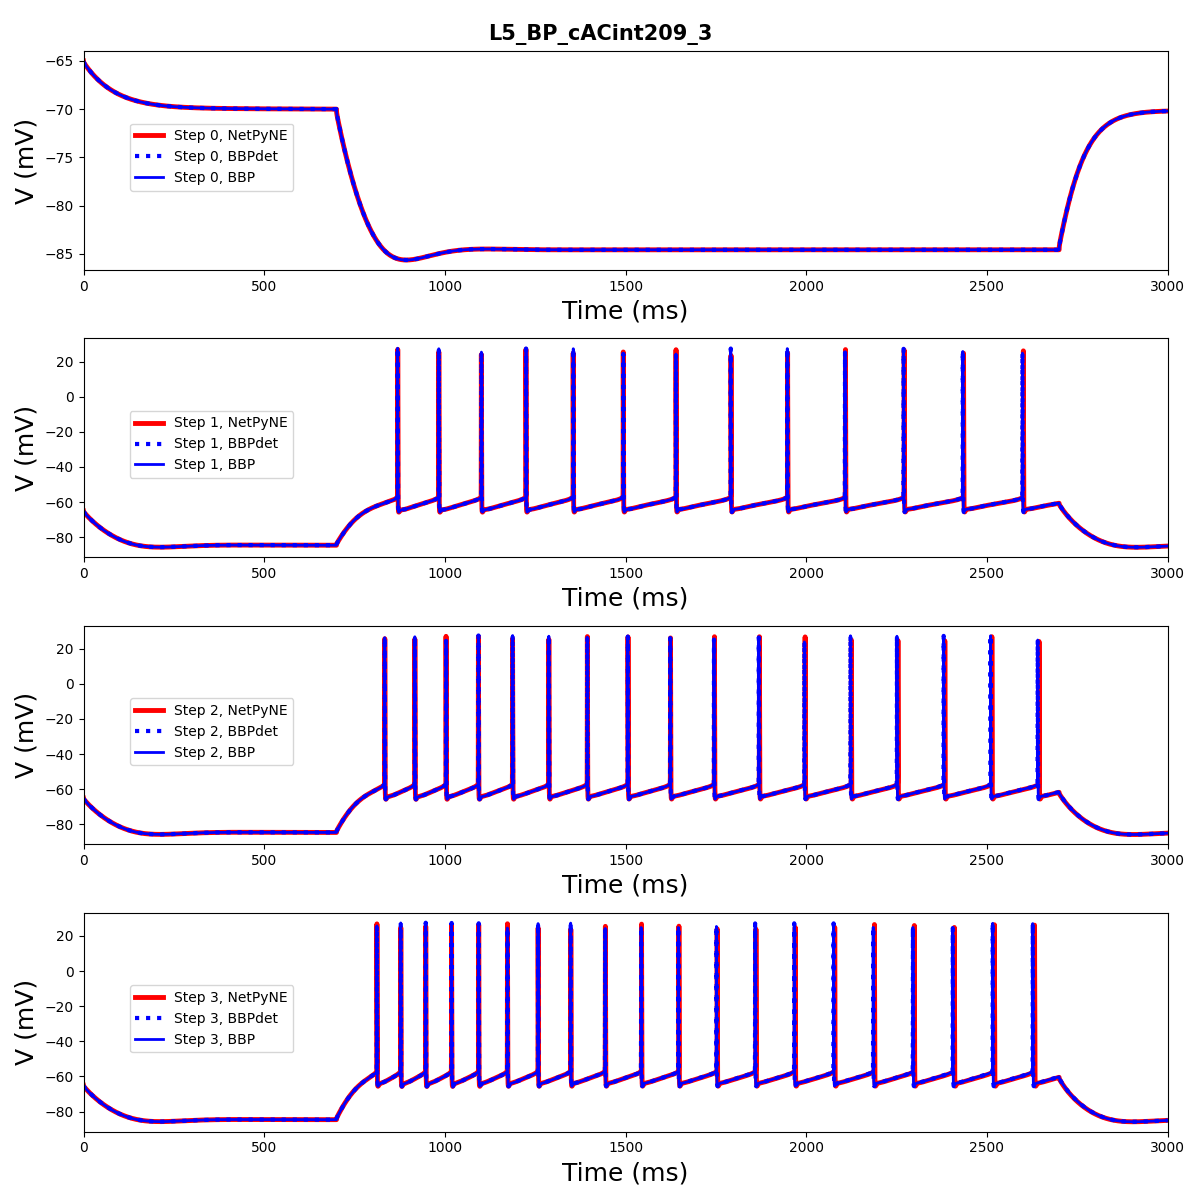 L5_BP_cACint209_3
−65
−70
−75
−80
−85
V (mV)
Step 0, NetPyNE
Step 0, BBPdet
Step 0, BBP
0 500 1000 1500 2000 2500 3000
Time (ms)
20
0
−20
−40
−60
−80
V (mV)
Step 1, NetPyNE
Step 1, BBPdet
Step 1, BBP
0 500 1000 1500 2000 2500 3000
Time (ms)
20
0
−20
−40
−60
−80
V (mV)
Step 2, NetPyNE
Step 2, BBPdet
Step 2, BBP
0 500 1000 1500 2000 2500 3000
Time (ms)
20
0
−20
−40
−60
−80
V (mV)
Step 3, NetPyNE
Step 3, BBPdet
Step 3, BBP
0 500 1000 1500 2000 2500 3000
Time (ms)